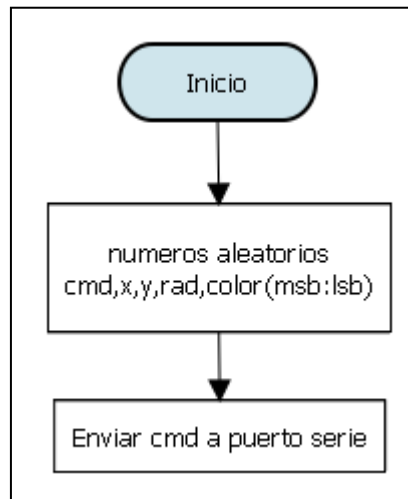 Inicio
numeros aleatorios
cmd,x,y,rad,color(msb:lsb)
Enviar cmd a puerto serie